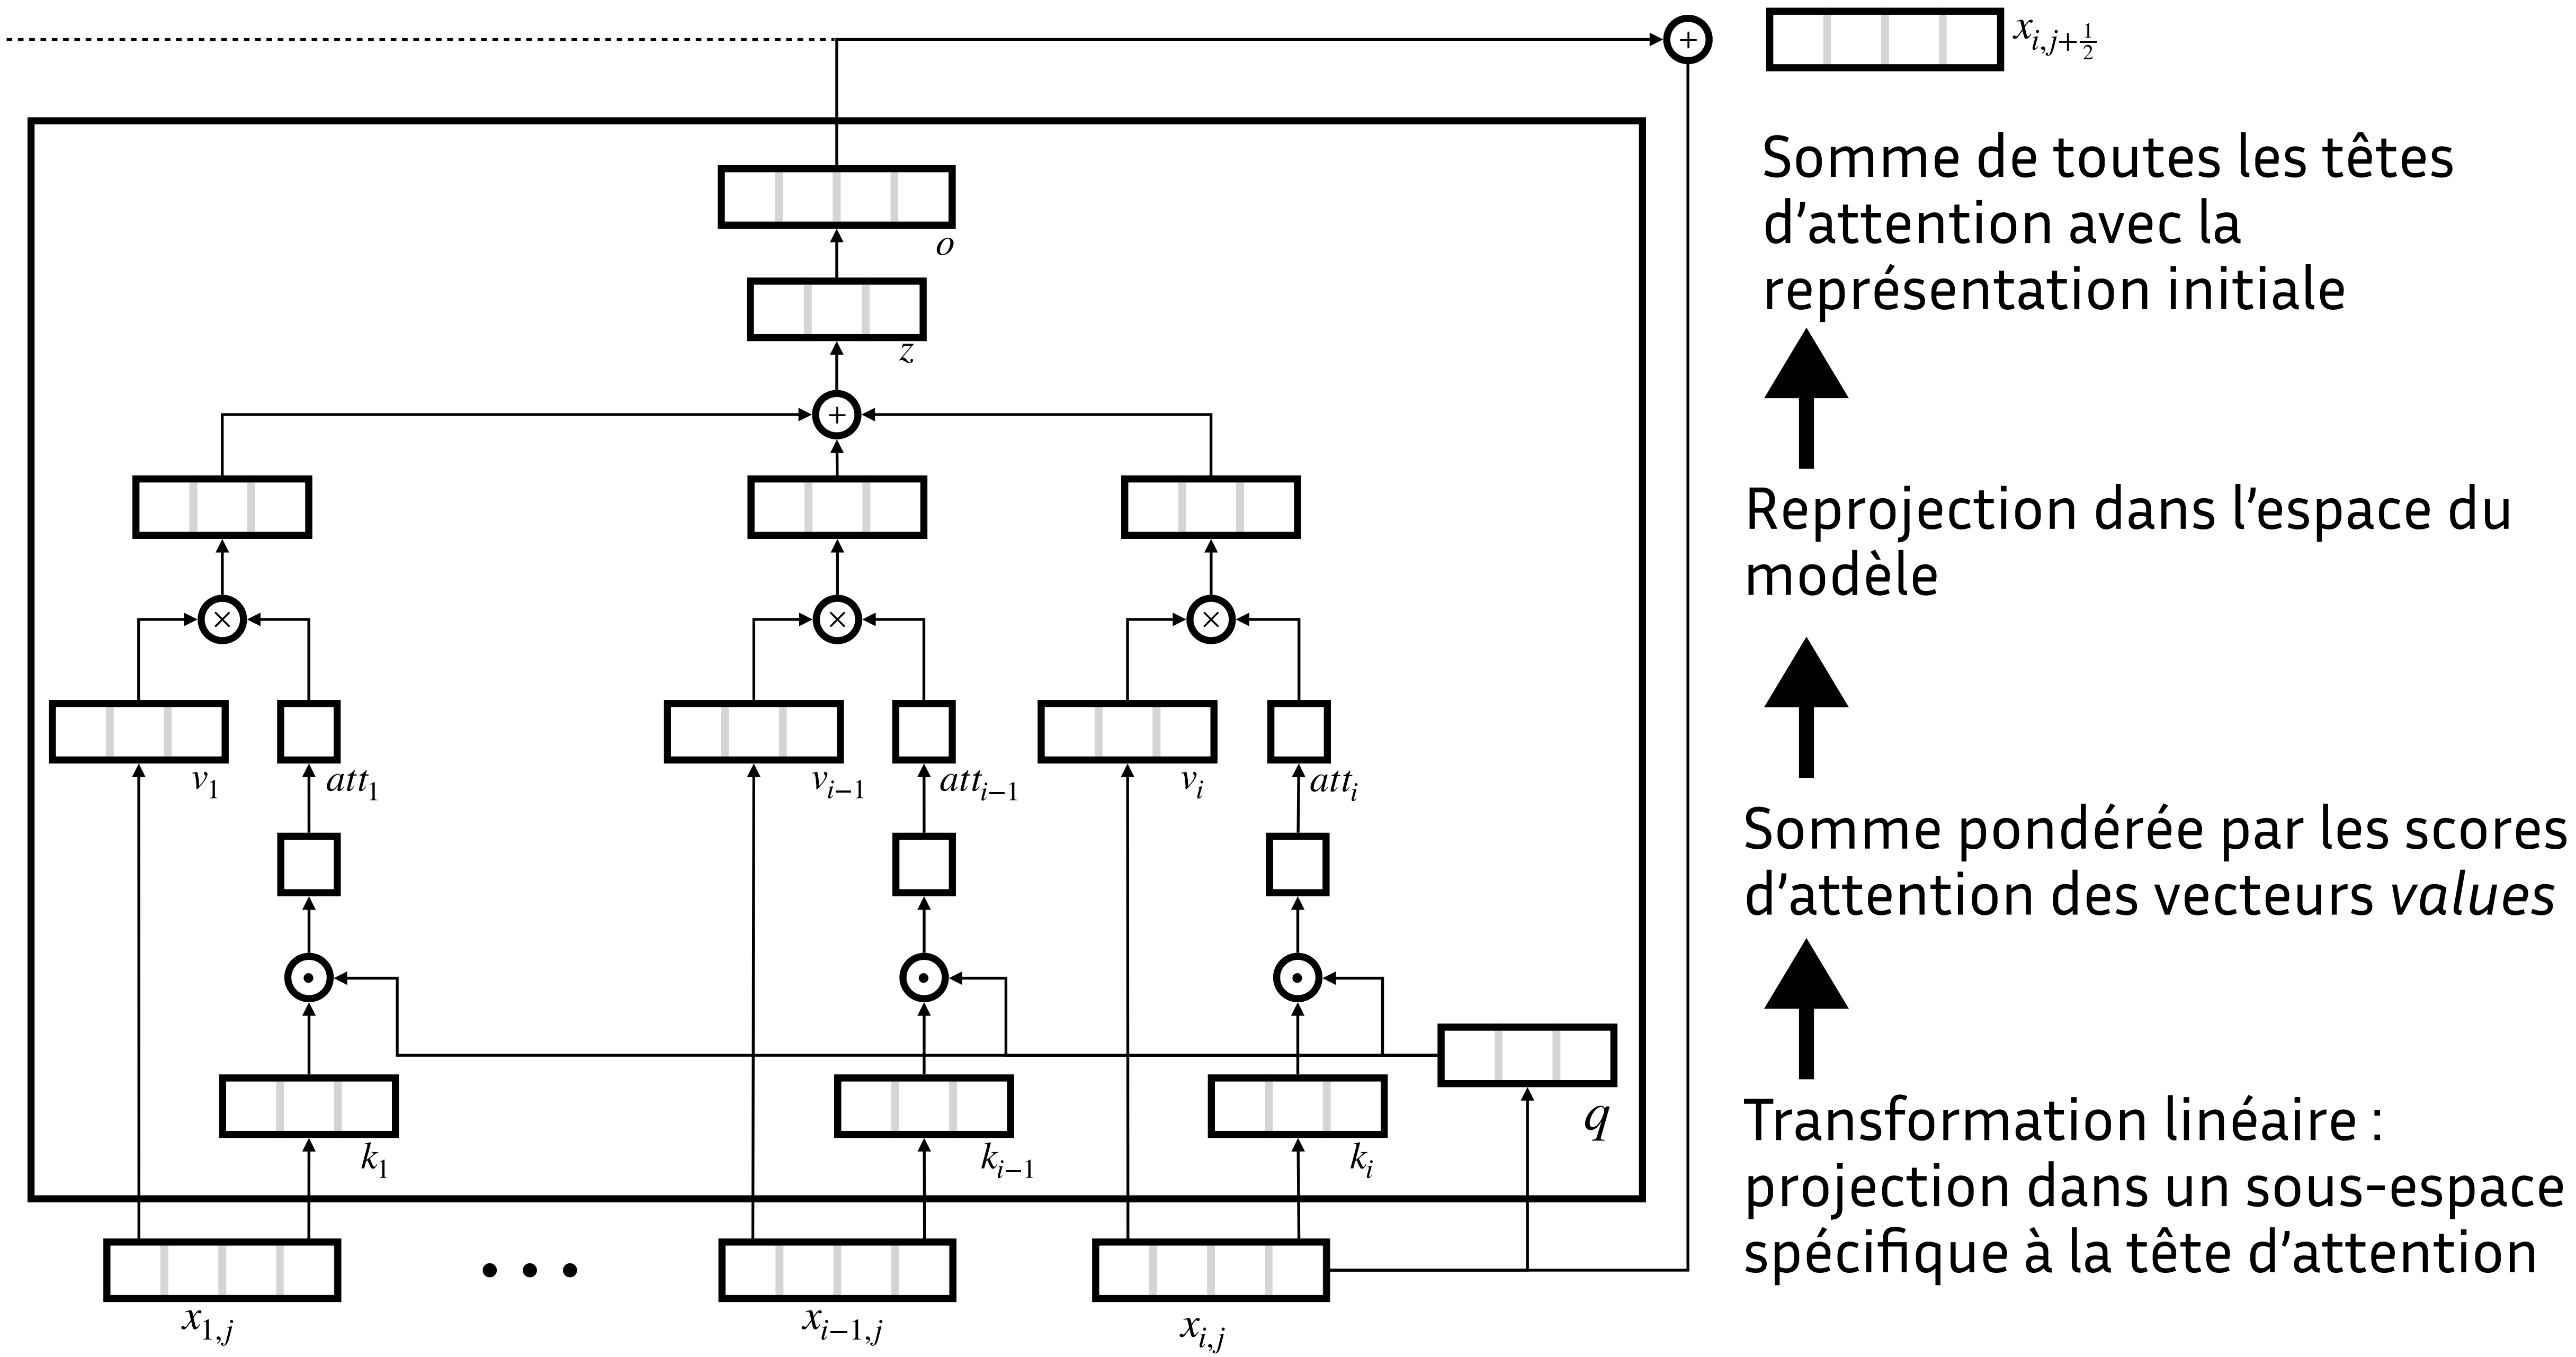 +
x_{i,j+\frac{1}{2}}
Somme de toutes les têtes
d’attention avec la
représentation initiale
o
z
+
Reprojection dans l’espace du
modèle
× × ×
v_1 att_1 v_{i−1} att_{i−1} v_i att_i
Somme pondérée par les scores
d’attention des vecteurs values
k_1 k_{i−1} k_i q
Transformation linéaire :
projection dans un sous-espace
spécifique à la tête d’attention
• • •
x_{1,j} x_{i−1,j} x_{i,j}